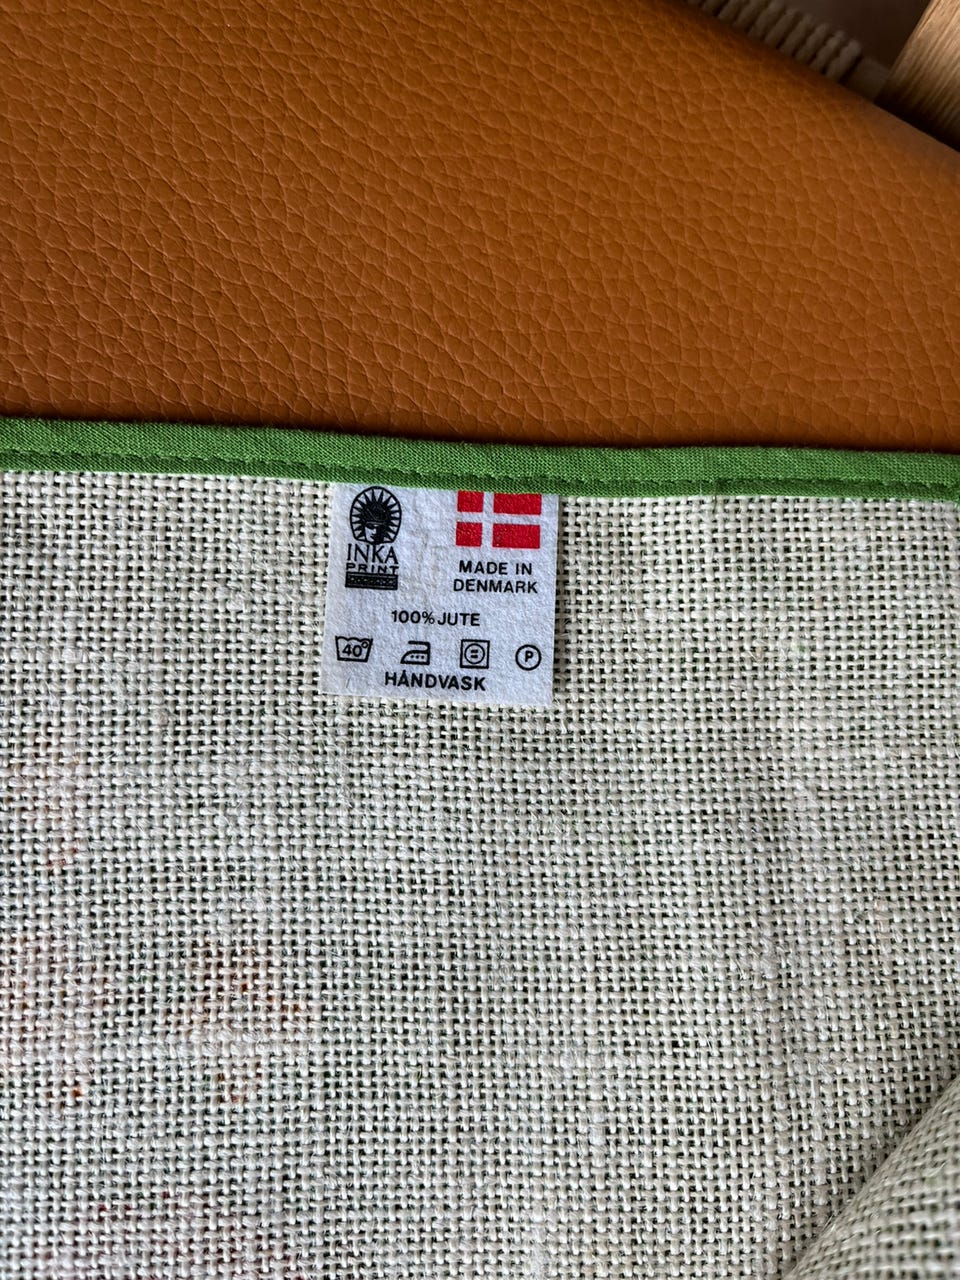 INKA
PRINT
MADE IN
DENMARK
100% JUTE
40°
P
HÅNDVASK